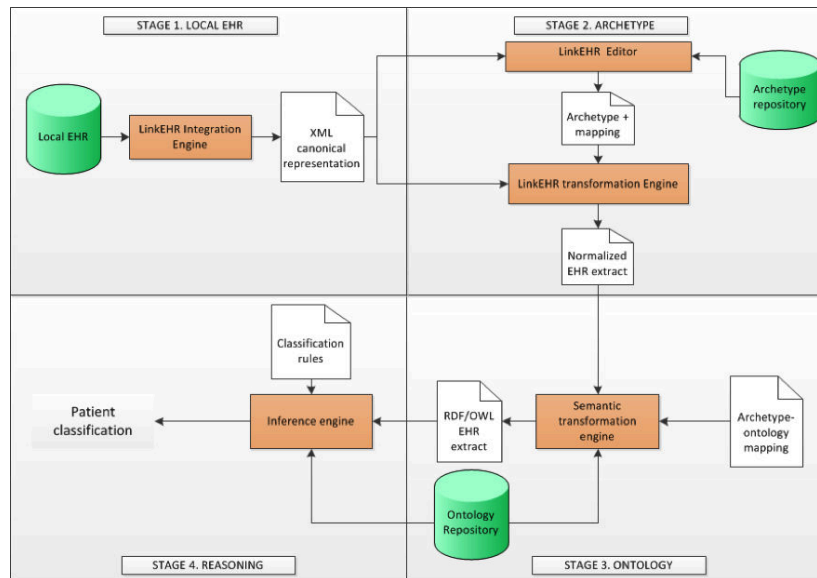 STAGE 1. LOCAL EHR
STAGE 2. ARCHETYPE
LinkEHR Editor
Archetype
repository
Local EHR
LinkEHR Integration
Engine
XML
canonical
representation
Archetype +
mapping
LinkEHR transformation Engine
Normalized
EHR extract
Classification
rules
Patient
classification
Inference engine
RDF/OWL
EHR
extract
Semantic
transformation
engine
Archetype-
ontology
mapping
Ontology
Repository
STAGE 4. REASONING
STAGE 3. ONTOLOGY